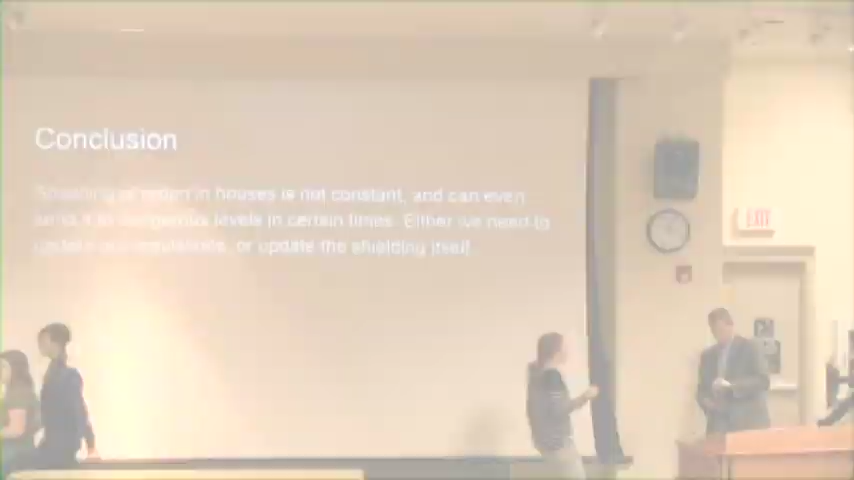 Conclusion
in houses is not constant, and can even
dangerous levels in certain times. Either we need to
or update the shielding itself.
EXIT